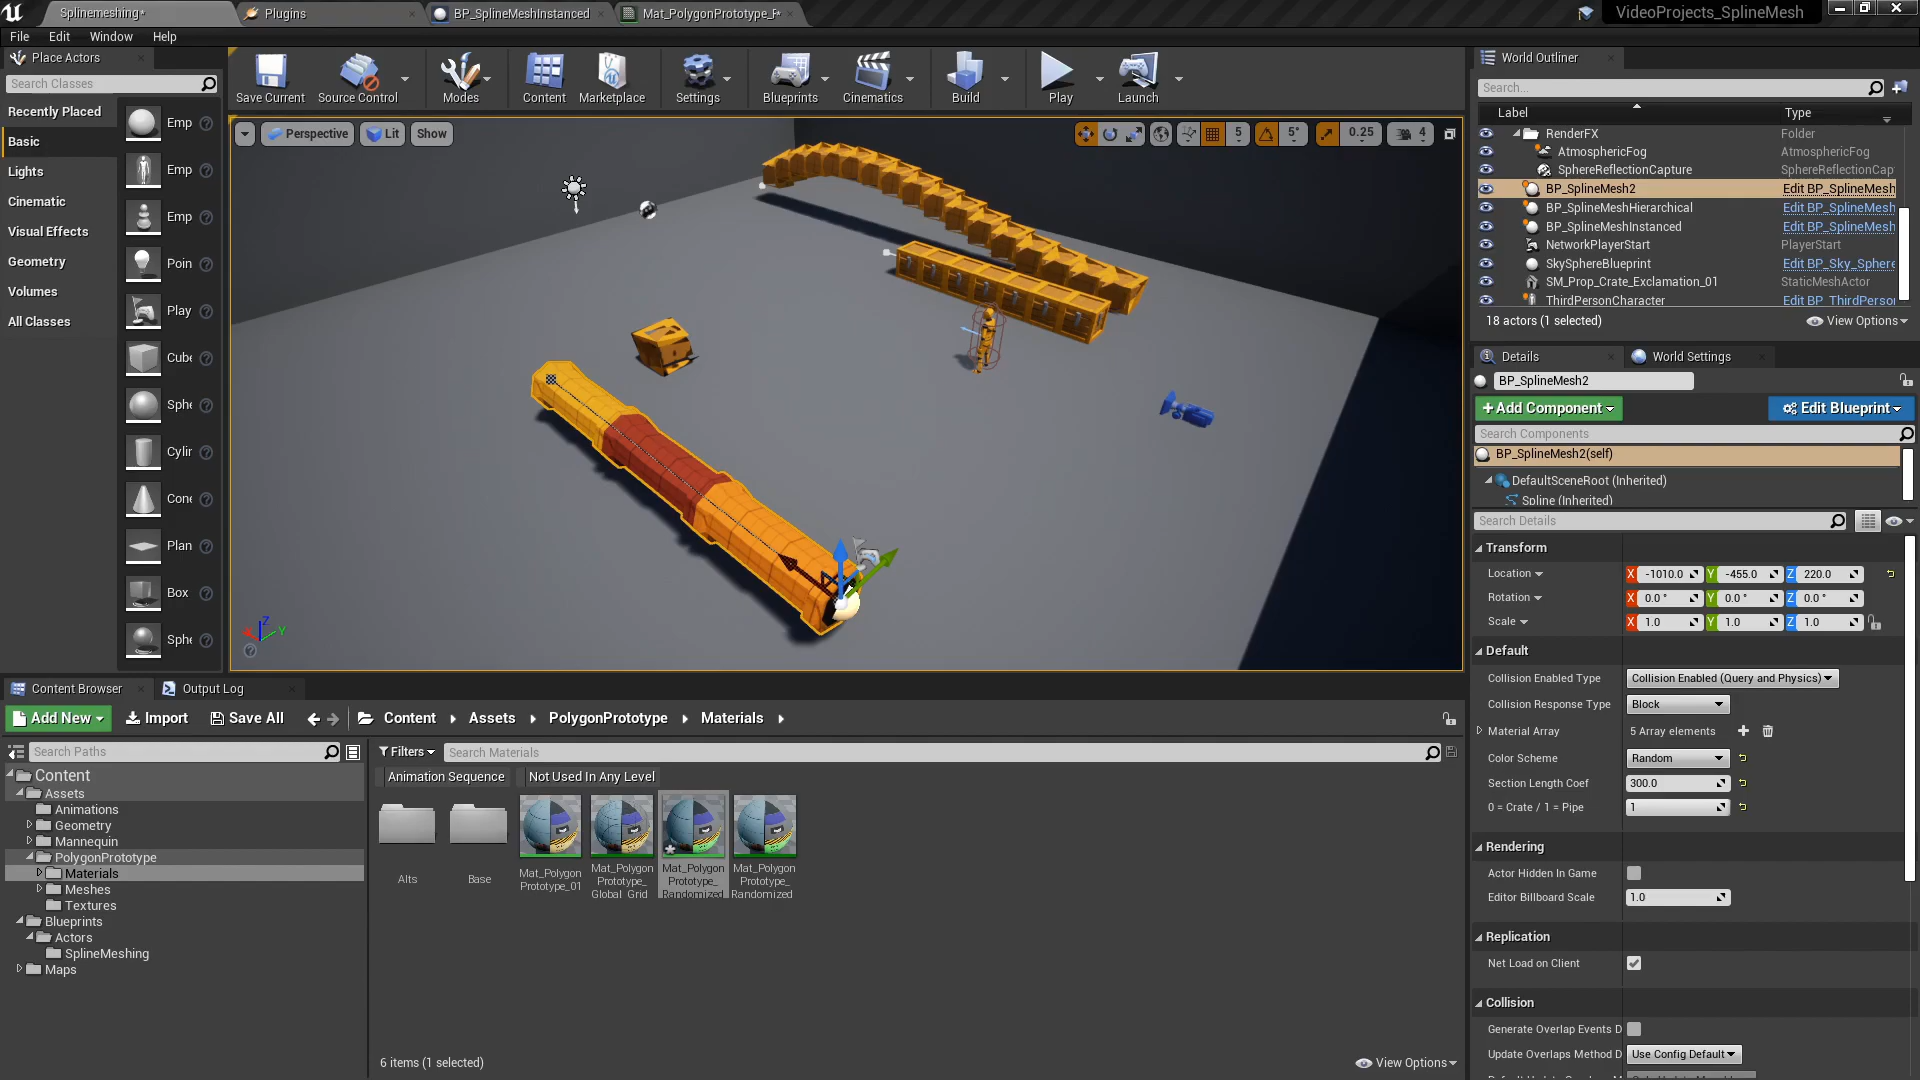 Splinemeshing*
Plugins
BP_SplineMeshInstanced
Mat_PolygonPrototype_F*
VideoProjects_SplineMesh
File
Edit
Window
Help
Place Actors
Search Classes
Recently Placed
Basic
Lights
Cinematic
Visual Effects
Geometry
Volumes
All Classes
Emp
Emp
Emp
Poin
Play
Cube
Sphe
Cylir
Cone
Plan
Box
Sphe
Save Current
Source Control
Modes
Content
Marketplace
Settings
Blueprints
Cinematics
Build
Play
Launch
Perspective
Lit
Show
5
5°
0.25
4
Z
X
Y
World Outliner
Search...
Label
Type
RenderFX
Folder
AtmosphericFog
AtmosphericFog
SphereReflectionCapture
SphereReflectionCap
BP_SplineMesh2
Edit BP_SplineMesh
BP_SplineMeshHierarchical
Edit BP_SplineMesh
BP_SplineMeshInstanced
Edit BP_SplineMesh
NetworkPlayerStart
PlayerStart
SkySphereBlueprint
Edit BP_Sky_Sphere
SM_Prop_Crate_Exclamation_01
StaticMeshActor
ThirdPersonCharacter
Edit BP_ThirdPerson
18 actors (1 selected)
View Options
Details
World Settings
BP_SplineMesh2
Add Component
Edit Blueprint
Search Components
BP_SplineMesh2(self)
DefaultSceneRoot (Inherited)
Spline (Inherited)
Search Details
Transform
Location
X -1010.0 Y -455.0 Z 220.0
Rotation
X 0.0° Y 0.0° Z 0.0°
Scale
X 1.0 Y 1.0 Z 1.0
Default
Collision Enabled Type
Collision Enabled (Query and Physics)
Collision Response Type
Block
Material Array
5 Array elements
Color Scheme
Random
Section Length Coef
300.0
0 = Crate / 1 = Pipe
1
Rendering
Actor Hidden In Game
Editor Billboard Scale
1.0
Replication
Net Load on Client
Collision
Generate Overlap Events D
Update Overlaps Method D
Use Config Default
Content Browser
Output Log
Add New
Import
Save All
Content
Assets
PolygonPrototype
Materials
Search Paths
Filters
Search Materials
Animation Sequence
Not Used In Any Level
Content
Assets
Animations
Geometry
Mannequin
PolygonPrototype
Materials
Meshes
Textures
Blueprints
Actors
SplineMeshing
Maps
Alts
Base
Mat_Polygon
Prototype_01
Mat_Polygon
Prototype_
Global_Grid
Mat_Polygon
Prototype_
Randomized
Mat_Polygon
Prototype_
Randomized
6 items (1 selected)
View Options